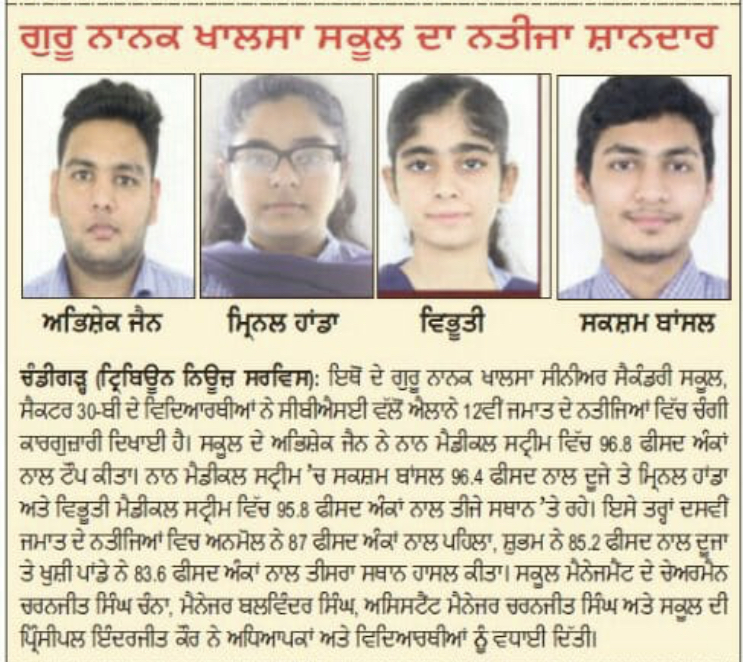 ਗੁਰੂ ਨਾਨਕ ਖਾਲਸਾ ਸਕੂਲ ਦਾ ਨਤੀਜਾ ਸ਼ਾਨਦਾਰ
ਅਭਿਸ਼ੇਕ ਜੈਨ
ਮ੍ਰਿਨਲ ਹਾਂਡਾ
ਵਿਭੂਤੀ
ਸਕਸ਼ਮ ਬਾਂਸਲ
ਚੰਡੀਗੜ੍ਹ (ਟ੍ਰਿਬਿਊਨ ਨਿਊਜ਼ ਸਰਵਿਸ): ਇਥੋਂ ਦੇ ਗੁਰੂ ਨਾਨਕ ਖਾਲਸਾ ਸੀਨੀਅਰ ਸੈਕੰਡਰੀ ਸਕੂਲ,
ਸੈਕਟਰ 30-ਬੀ ਦੇ ਵਿਦਿਆਰਥੀਆਂ ਨੇ ਸੀਬੀਐਸਈ ਵੱਲੋਂ ਐਲਾਨੇ 12ਵੀਂ ਜਮਾਤ ਦੇ ਨਤੀਜਿਆਂ ਵਿੱਚ ਚੰਗੀ
ਕਾਰਗੁਜ਼ਾਰੀ ਦਿਖਾਈ ਹੈ। ਸਕੂਲ ਦੇ ਅਭਿਸ਼ੇਕ ਜੈਨ ਨੇ ਨਾਨ ਮੈਡੀਕਲ ਸਟ੍ਰੀਮ ਵਿੱਚ 96.8 ਫੀਸਦ ਅੰਕਾਂ
ਨਾਲ ਟੌਪ ਕੀਤਾ। ਨਾਨ ਮੈਡੀਕਲ ਸਟ੍ਰੀਮ 'ਚ ਸਕਸ਼ਮ ਬਾਂਸਲ 96.4 ਫੀਸਦ ਨਾਲ ਦੂਜੇ ਤੇ ਮ੍ਰਿਨਲ ਹਾਂਡਾ
ਅਤੇ ਵਿਭੂਤੀ ਮੈਡੀਕਲ ਸਟ੍ਰੀਮ ਵਿੱਚ 95.8 ਫੀਸਦ ਅੰਕਾਂ ਨਾਲ ਤੀਜੇ ਸਥਾਨ 'ਤੇ ਰਹੇ। ਇਸੇ ਤਰ੍ਹਾਂ ਦਸਵੀਂ
ਜਮਾਤ ਦੇ ਨਤੀਜਿਆਂ ਵਿਚ ਅਨਮੋਲ ਨੇ 87 ਫੀਸਦ ਅੰਕਾਂ ਨਾਲ ਪਹਿਲਾ, ਸ਼ੁਭਮ ਨੇ 85.2 ਫੀਸਦ ਨਾਲ ਦੂਜਾ
ਤੇ ਖੁਸ਼ੀ ਪਾਂਡੇ ਨੇ 83.6 ਫੀਸਦ ਅੰਕਾਂ ਨਾਲ ਤੀਸਰਾ ਸਥਾਨ ਹਾਸਲ ਕੀਤਾ। ਸਕੂਲ ਮੈਨੇਜਮੈਂਟ ਦੇ ਚੇਅਰਮੈਨ
ਚਰਨਜੀਤ ਸਿੰਘ ਚੰਨਾ, ਮੈਨੇਜਰ ਬਲਵਿੰਦਰ ਸਿੰਘ, ਅਸਿਸਟੈਂਟ ਮੈਨੇਜਰ ਚਰਨਜੀਤ ਸਿੰਘ ਅਤੇ ਸਕੂਲ ਦੀ
ਪ੍ਰਿੰਸੀਪਲ ਇੰਦਰਜੀਤ ਕੌਰ ਨੇ ਅਧਿਆਪਕਾਂ ਅਤੇ ਵਿਦਿਆਰਥੀਆਂ ਨੂੰ ਵਧਾਈ ਦਿੱਤੀ।